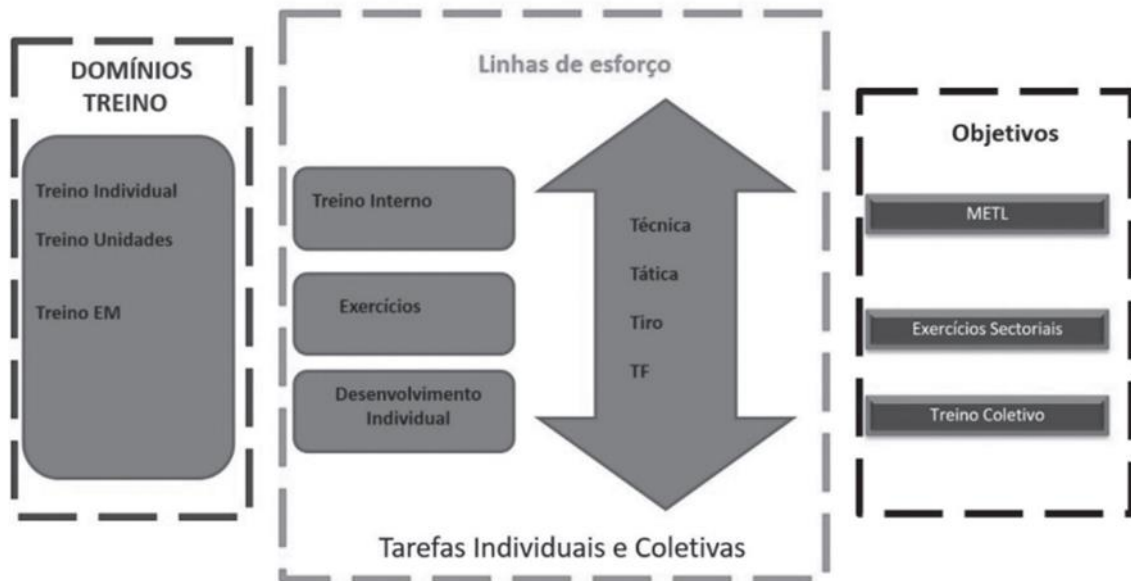 DOMÍNIOS
TREINO
Treino Individual
Treino Unidades
Treino EM
Linhas de esforço
Treino Interno
Exercícios
Desenvolvimento
Individual
Técnica
Tática
Tiro
TF
Tarefas Individuais e Coletivas
Objetivos
METL
Exercícios Sectoriais
Treino Coletivo